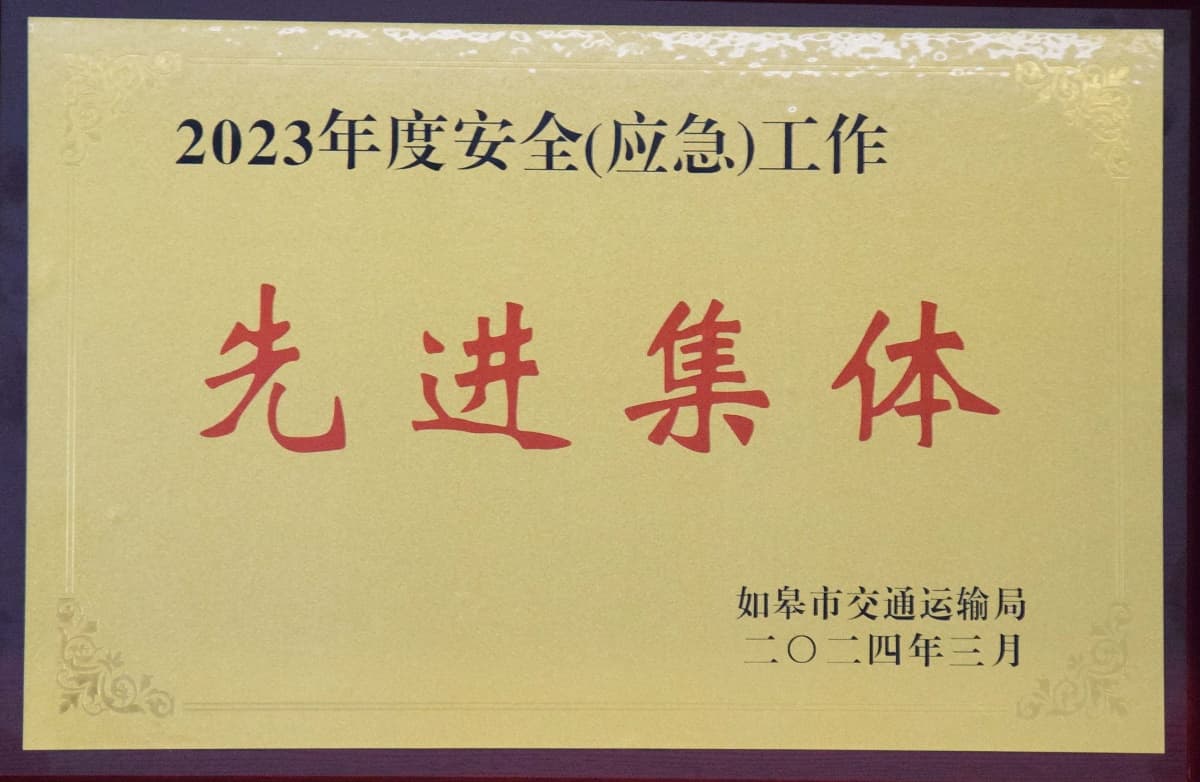 2023年度安全(应急)工作
先进集体
如皋市交通运输局
二〇二四年三月